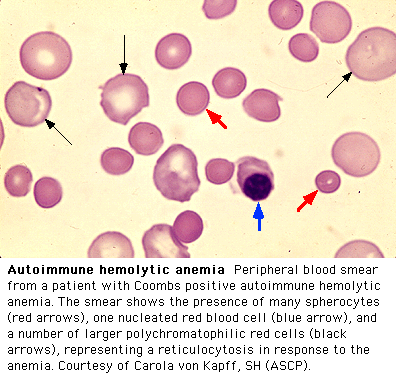 Autoimmune hemolytic anemia Peripheral blood smear
from a patient with Coombs positive autoimmune hemolytic
anemia. The smear shows the presence of many spherocytes
(red arrows), one nucleated red blood cell (blue arrow), and
a number of larger polychromatophilic red cells (black
arrows), representing a reticulocytosis in response to the
anemia. Courtesy of Carola von Kapff, SH (ASCP).